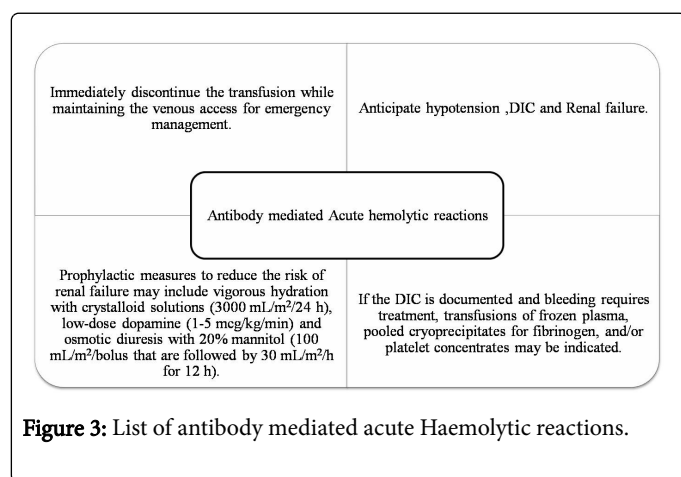 Immediately discontinue the transfusion while
maintaining the venous access for emergency
management.
Anticipate hypotension ,DIC and Renal failure.
Antibody mediated Acute hemolytic reactions
Prophylactic measures to reduce the risk of
renal failure may include vigorous hydration
with crystalloid solutions (3000 mL/m²/24 h),
low-dose dopamine (1-5 mcg/kg/min) and
osmotic diuresis with 20% mannitol (100
mL/m²/bolus that are followed by 30 mL/m²/h
for 12 h).
If the DIC is documented and bleeding requires
treatment, transfusions of frozen plasma,
pooled cryoprecipitates for fibrinogen, and/or
platelet concentrates may be indicated.
Figure 3: List of antibody mediated acute Haemolytic reactions.